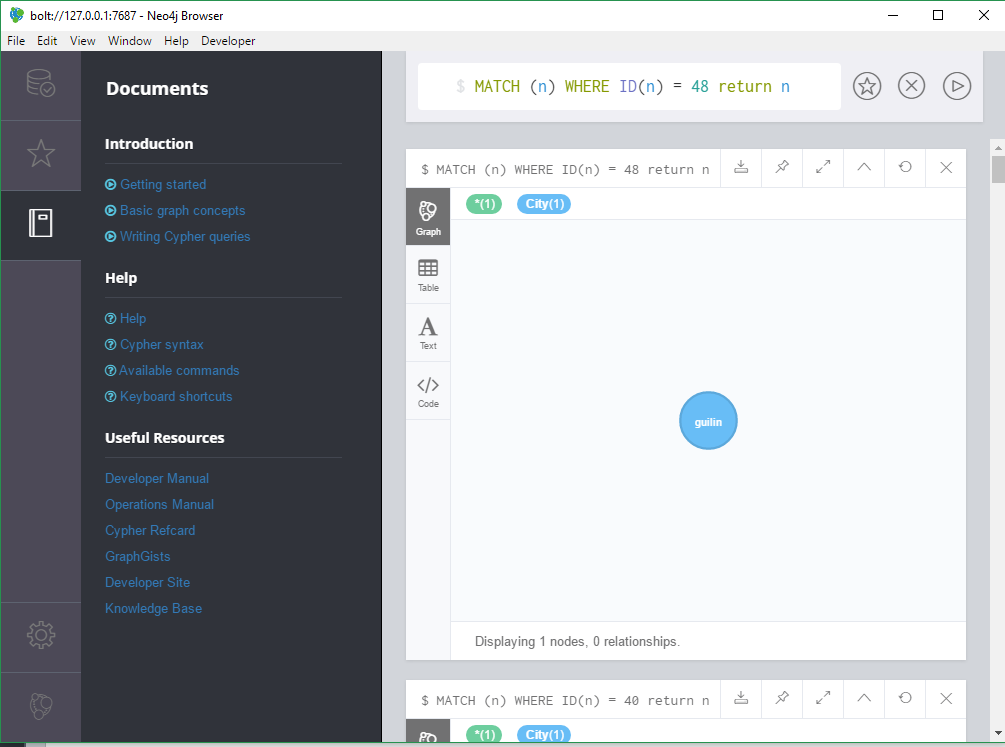 bolt://127.0.0.1:7687 - Neo4j Browser
File Edit View Window Help Developer
Documents
Introduction
Getting started
Basic graph concepts
Writing Cypher queries
Help
Help
Cypher syntax
Available commands
Keyboard shortcuts
Useful Resources
Developer Manual
Operations Manual
Cypher Refcard
GraphGists
Developer Site
Knowledge Base
$ MATCH (n) WHERE ID(n) = 48 return n
$ MATCH (n) WHERE ID(n) = 48 return n
*(1) City(1)
Graph
Table
A
Text
</>
Code
guilin
Displaying 1 nodes, 0 relationships.
$ MATCH (n) WHERE ID(n) = 40 return n
*(1) City(1)